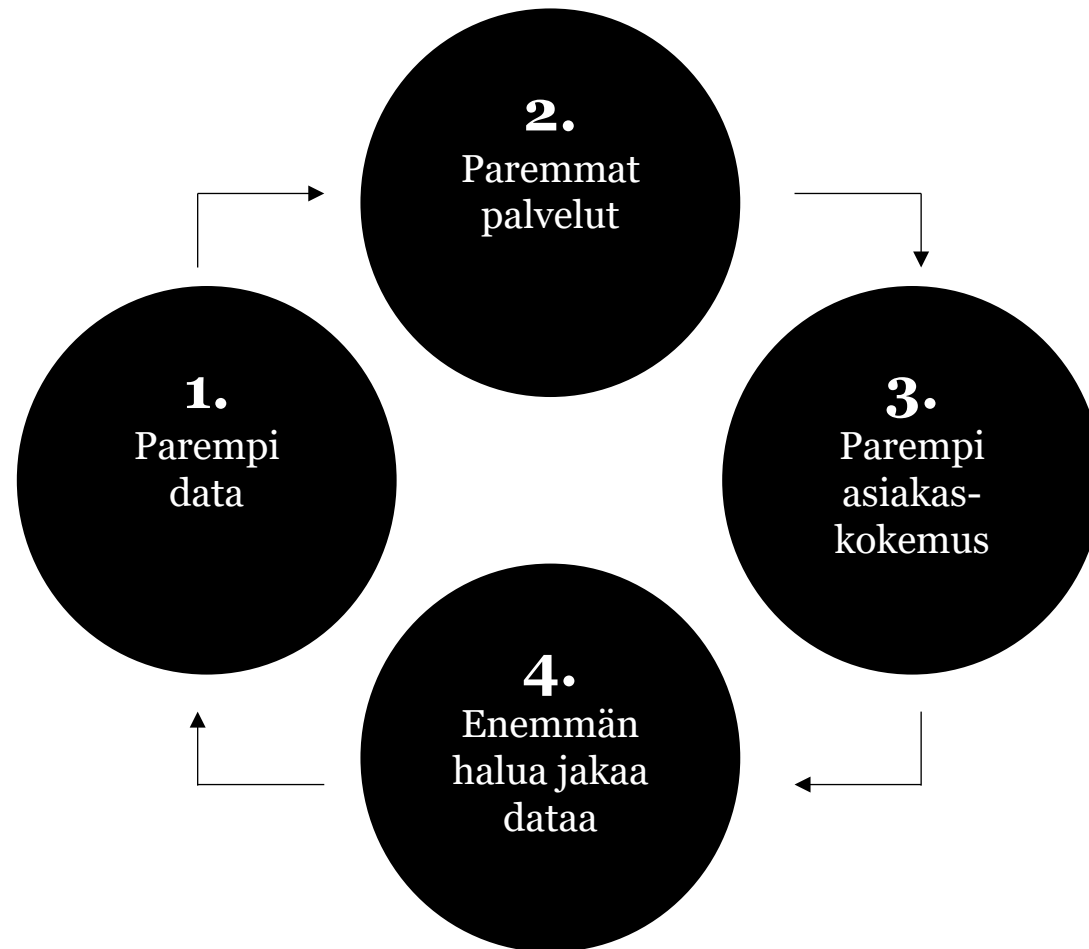 1.
Parempi
data
2.
Paremmat
palvelut
3.
Parempi
asiakas-
kokemus
4.
Enemmän
halua jakaa
dataa